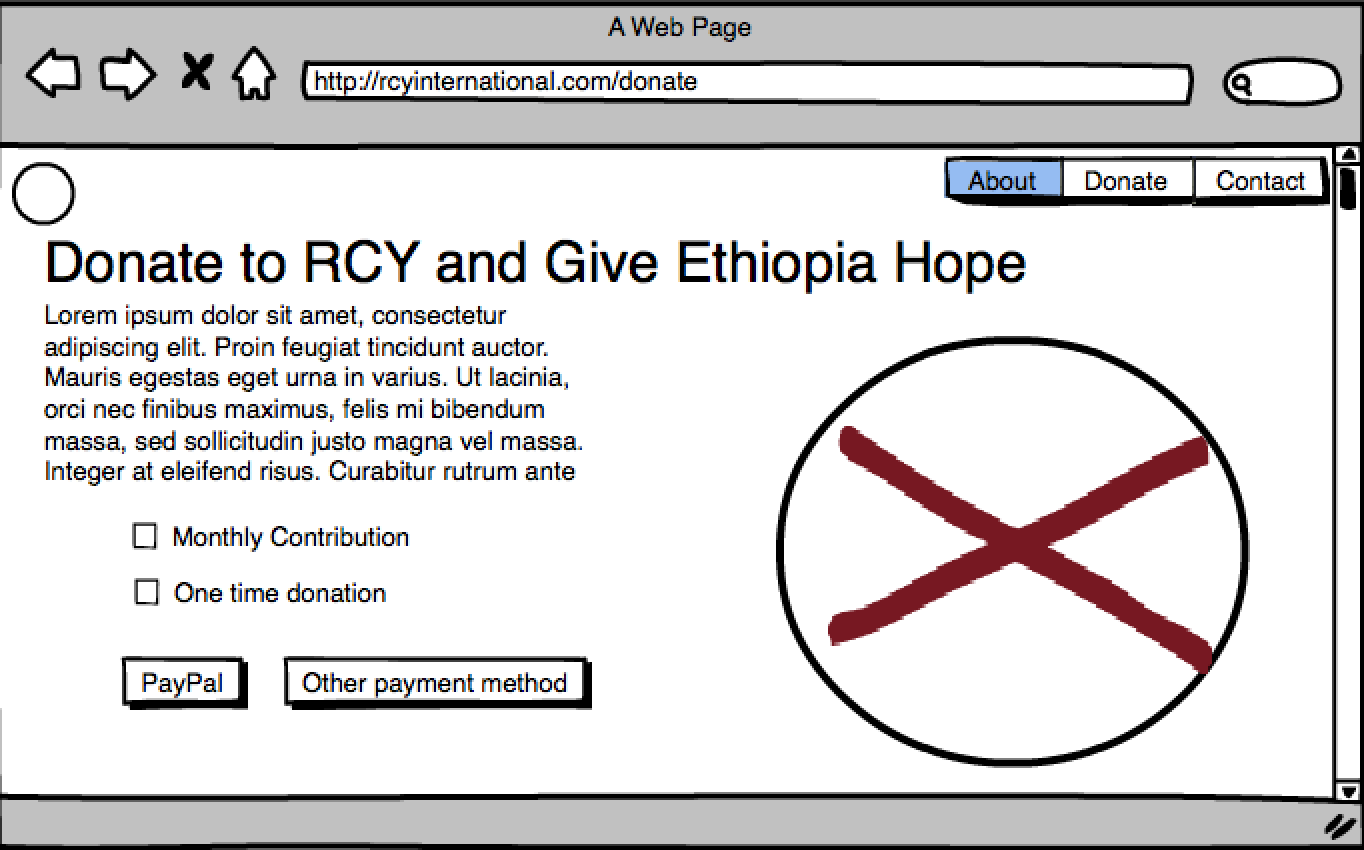 A Web Page
http://rcyinternational.com/donate
About Donate Contact
Donate to RCY and Give Ethiopia Hope
Lorem ipsum dolor sit amet, consectetur
adipiscing elit. Proin feugiat tincidunt auctor.
Mauris egestas eget urna in varius. Ut lacinia,
orci nec finibus maximus, felis mi bibendum
massa, sed sollicitudin justo magna vel massa.
Integer at eleifend risus. Curabitur rutrum ante
Monthly Contribution
One time donation
PayPal Other payment method